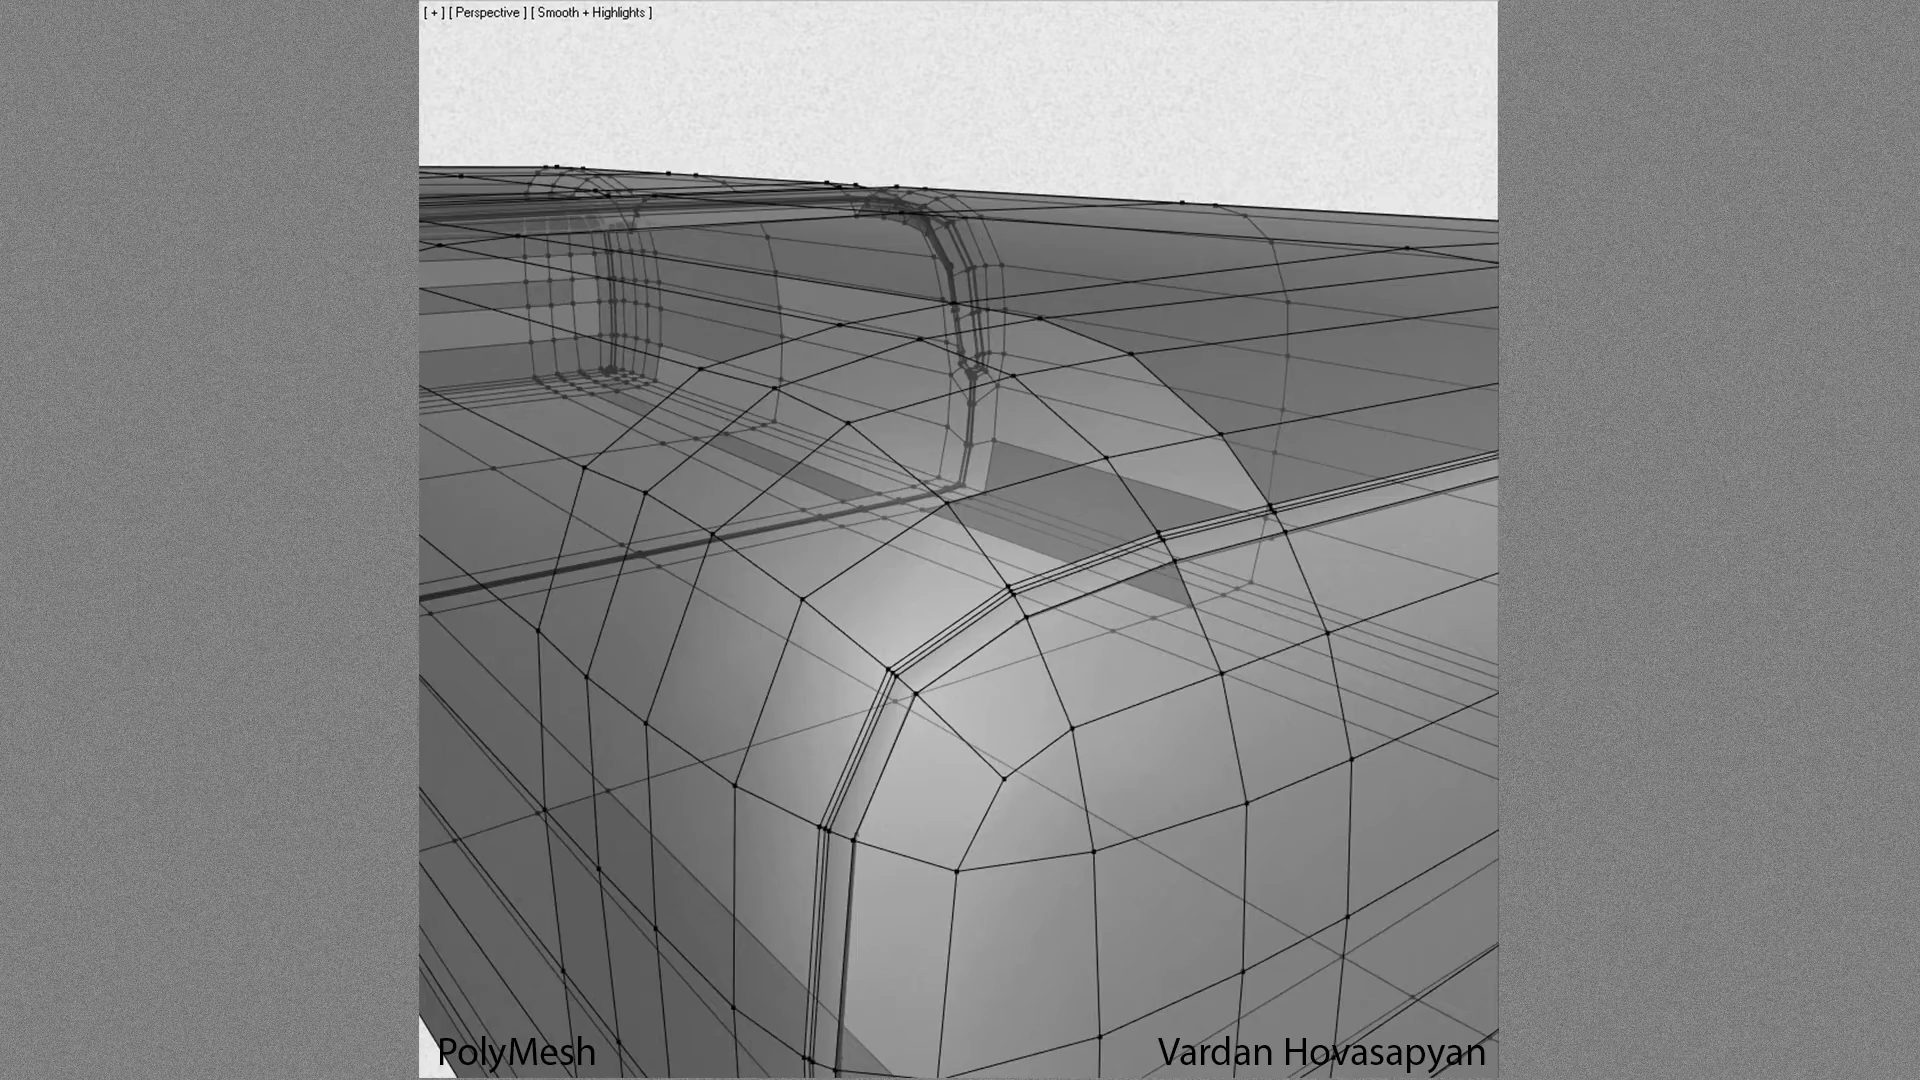 [ + ] [ Perspective ] [ Smooth + Highlights ]
PolyMesh
Vardan Hovasapyan